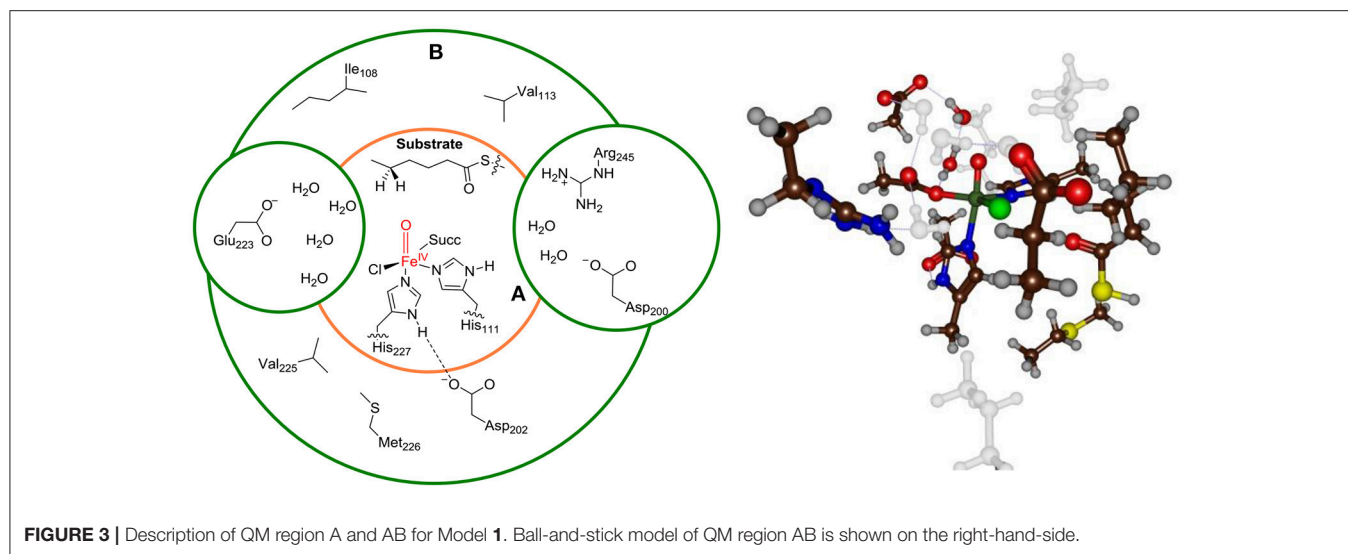 B
Ile108
Val113
Substrate
S
O
H H
Arg245
H2N NH
+
NH2
H2O
H2O
O−
Glu223 O
H2O
H2O
H2O
H2O
−O O
Asp200
O
Succ
FeIV
Cl
N N
N-H
N
H
A
His111
His227
Val225
−O O
Asp202
S
Met226
FIGURE 3 | Description of QM region A and AB for Model 1. Ball-and-stick model of QM region AB is shown on the right-hand-side.